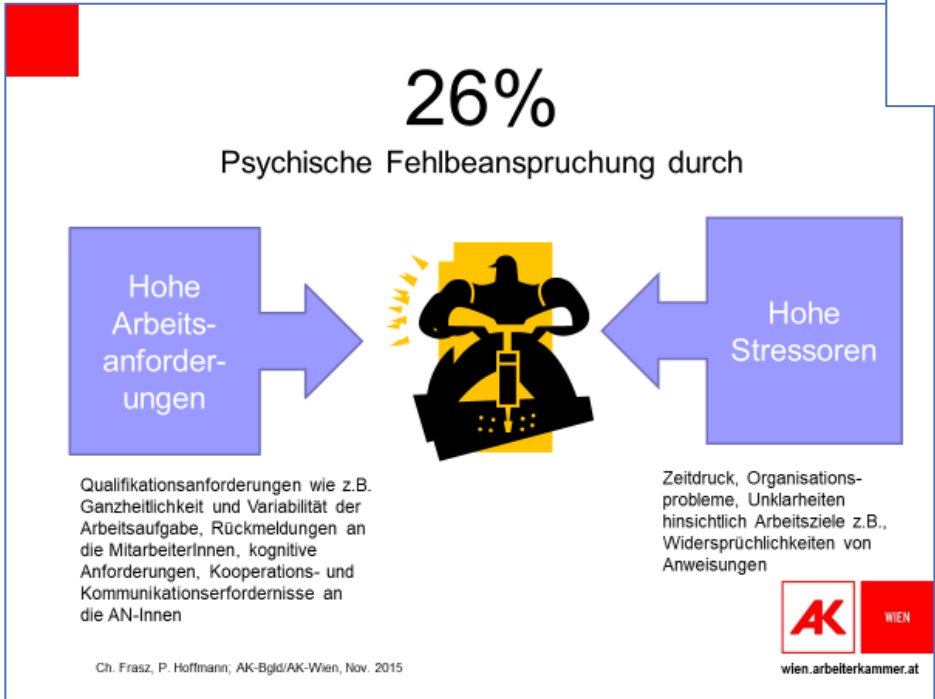 26%
Psychische Fehlbeanspruchung durch
Hohe
Arbeits-
anforder-
ungen
Hohe
Stressoren
Qualifikationsanforderungen wie z.B.
Ganzheitlichkeit und Variabilität der
Arbeitsaufgabe, Rückmeldungen an
die MitarbeiterInnen, kognitive
Anforderungen, Kooperations- und
Kommunikationserfordernisse an
die AN-Innen
Zeitdruck, Organisations-
probleme, Unklarheiten
hinsichtlich Arbeitsziele z.B.,
Widersprüchlichkeiten von
Anweisungen
AK
WIEN
Ch. Frasz, P. Hoffmann; AK-Bgld/AK-Wien, Nov. 2015
wien.arbeiterkammer.at